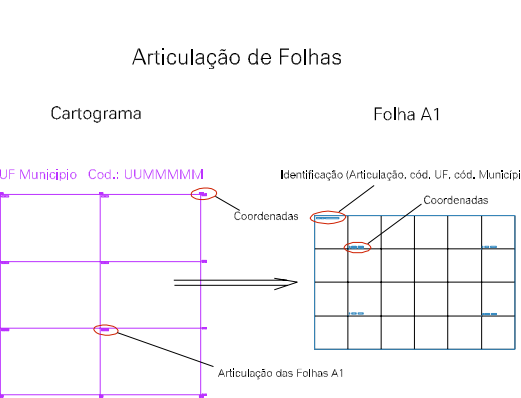 Articulação de Folhas
Cartograma
Folha A1
UF Município Cod.: UUMMMMM
Identificação (Articulação, cód. UF, cód. Municípi
Coordenadas
Coordenadas
Articulação das Folhas A1